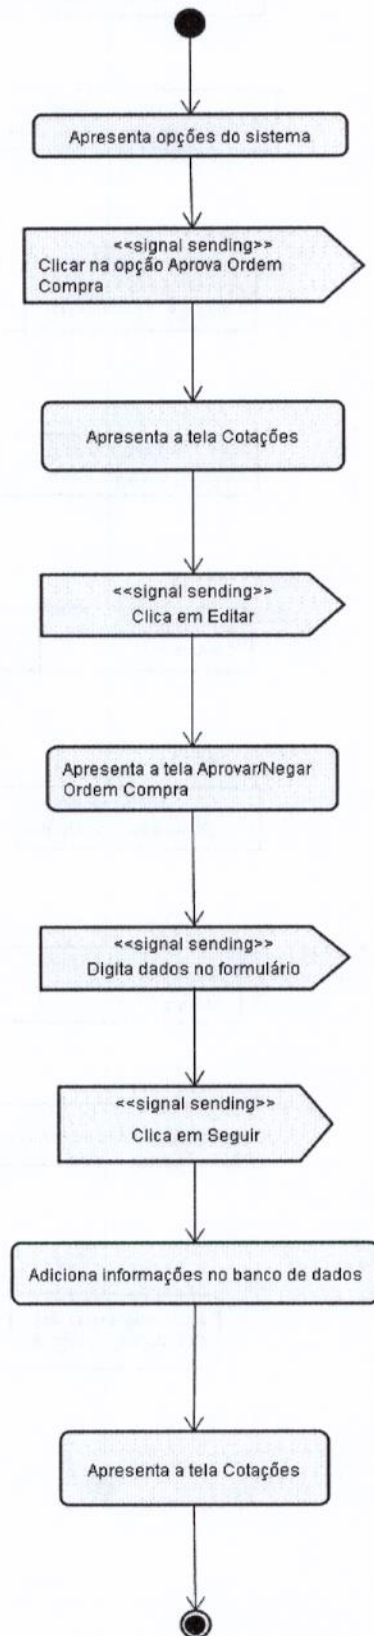 Apresenta opções do sistema
<<signal sending>>
Clicar na opção Aprova Ordem
Compra
Apresenta a tela Cotações
<<signal sending>>
Clica em Editar
Apresenta a tela Aprovar/Negar
Ordem Compra
<<signal sending>>
Digita dados no formulário
<<signal sending>>
Clica em Seguir
Adiciona informações no banco de dados
Apresenta a tela Cotações